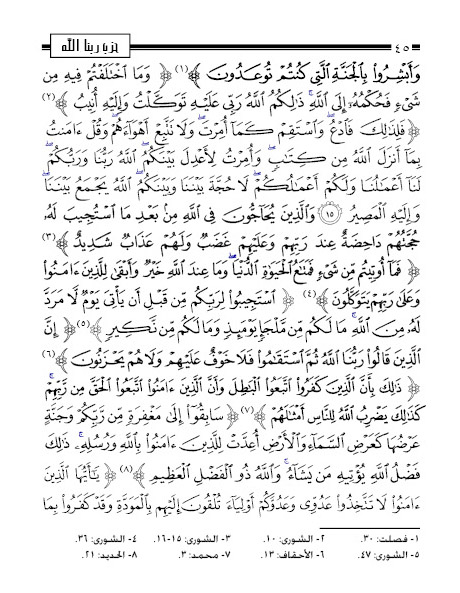 ٤٥ حزب ربنا الله
وَأَبْشِرُوا۟ بِٱلْجَنَّةِ ٱلَّتِى كُنتُمْ تُوعَدُونَ ﴾(١) ﴿ وَمَا ٱخْتَلَفْتُمْ فِيهِ مِن
شَىْءٍ فَحُكْمُهُۥٓ إِلَى ٱللَّهِ ۚ ذَٰلِكُمُ ٱللَّهُ رَبِّى عَلَيْهِ تَوَكَّلْتُ وَإِلَيْهِ أُنِيبُ ﴾(٢)
﴿ فَلِذَٰلِكَ فَٱدْعُ ۖ وَٱسْتَقِمْ كَمَآ أُمِرْتَ ۖ وَلَا تَتَّبِعْ أَهْوَآءَهُمْ ۖ وَقُلْ ءَامَنتُ
بِمَآ أَنزَلَ ٱللَّهُ مِن كِتَٰبٍ ۖ وَأُمِرْتُ لِأَعْدِلَ بَيْنَكُمُ ۖ ٱللَّهُ رَبُّنَا وَرَبُّكُمْ ۖ
لَنَآ أَعْمَٰلُنَا وَلَكُمْ أَعْمَٰلُكُمْ ۖ لَا حُجَّةَ بَيْنَنَا وَبَيْنَكُمُ ۖ ٱللَّهُ يَجْمَعُ بَيْنَنَا ۖ
وَإِلَيْهِ ٱلْمَصِيرُ ١٥ وَٱلَّذِينَ يُحَآجُّونَ فِى ٱللَّهِ مِنۢ بَعْدِ مَا ٱسْتُجِيبَ لَهُۥ
حُجَّتُهُمْ دَاحِضَةٌ عِندَ رَبِّهِمْ وَعَلَيْهِمْ غَضَبٌ وَلَهُمْ عَذَابٌ شَدِيدٌ ﴾(٣)
﴿ فَمَآ أُوتِيتُم مِّن شَىْءٍ فَمَتَٰعُ ٱلْحَيَوٰةِ ٱلدُّنْيَا ۖ وَمَا عِندَ ٱللَّهِ خَيْرٌ وَأَبْقَىٰ لِلَّذِينَ ءَامَنُوا۟
وَعَلَىٰ رَبِّهِمْ يَتَوَكَّلُونَ ﴾(٤) ﴿ ٱسْتَجِيبُوا۟ لِرَبِّكُم مِّن قَبْلِ أَن يَأْتِىَ يَوْمٌ لَّا مَرَدَّ
لَهُۥ مِنَ ٱللَّهِ ۚ مَا لَكُم مِّن مَّلْجَإٍ يَوْمَئِذٍ وَمَا لَكُم مِّن نَّكِيرٍ ﴾(٥) ﴿ إِنَّ
ٱلَّذِينَ قَالُوا۟ رَبُّنَا ٱللَّهُ ثُمَّ ٱسْتَقَٰمُوا۟ فَلَا خَوْفٌ عَلَيْهِمْ وَلَا هُمْ يَحْزَنُونَ ﴾(٦)
﴿ ذَٰلِكَ بِأَنَّ ٱلَّذِينَ كَفَرُوا۟ ٱتَّبَعُوا۟ ٱلْبَٰطِلَ وَأَنَّ ٱلَّذِينَ ءَامَنُوا۟ ٱتَّبَعُوا۟ ٱلْحَقَّ مِن رَّبِّهِمْ ۚ
كَذَٰلِكَ يَضْرِبُ ٱللَّهُ لِلنَّاسِ أَمْثَٰلَهُمْ ﴾(٧) ﴿ سَابِقُوٓا۟ إِلَىٰ مَغْفِرَةٍ مِّن رَّبِّكُمْ وَجَنَّةٍ
عَرْضُهَا كَعَرْضِ ٱلسَّمَآءِ وَٱلْأَرْضِ أُعِدَّتْ لِلَّذِينَ ءَامَنُوا۟ بِٱللَّهِ وَرُسُلِهِۦ ۚ ذَٰلِكَ
فَضْلُ ٱللَّهِ يُؤْتِيهِ مَن يَشَآءُ ۚ وَٱللَّهُ ذُو ٱلْفَضْلِ ٱلْعَظِيمِ ﴾(٨) ﴿ يَٰٓأَيُّهَا ٱلَّذِينَ
ءَامَنُوا۟ لَا تَتَّخِذُوا۟ عَدُوِّى وَعَدُوَّكُمْ أَوْلِيَآءَ تُلْقُونَ إِلَيْهِم بِٱلْمَوَدَّةِ وَقَدْ كَفَرُوا۟ بِمَا
١- فصلت: ٣٠. ٢- الشورى: ١٠. ٣- الشورى: ١٥-١٦. ٤- الشورى: ٣٦.
٥- الشورى: ٤٧. ٦- الأحقاف: ١٣. ٧- محمد: ٣. ٨- الحديد: ٢١.